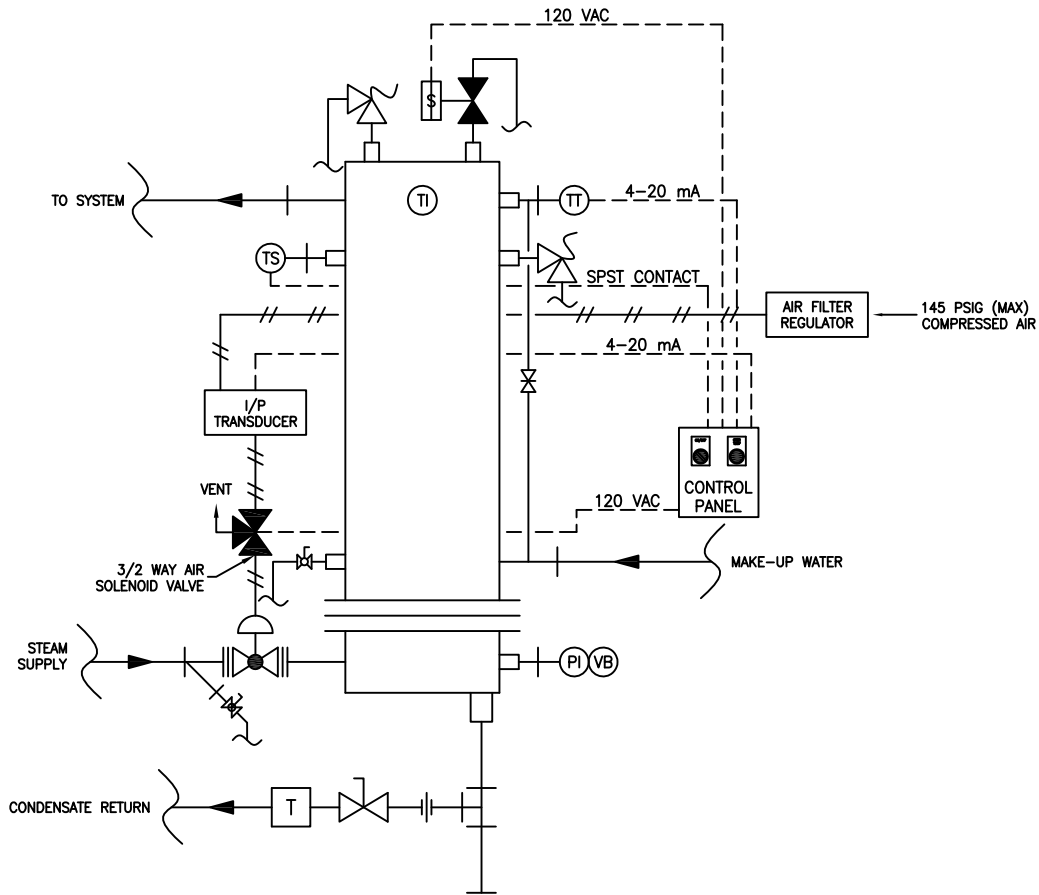 120 VAC
S
TO SYSTEM
TI
TT
4-20 mA
TS
SPST CONTACT
AIR FILTER
REGULATOR
145 PSIG (MAX)
COMPRESSED AIR
4-20 mA
I/P
TRANSDUCER
VENT
CONTROL
PANEL
120 VAC
3/2 WAY AIR
SOLENOID VALVE
MAKE-UP WATER
STEAM
SUPPLY
PI
VB
CONDENSATE RETURN
T